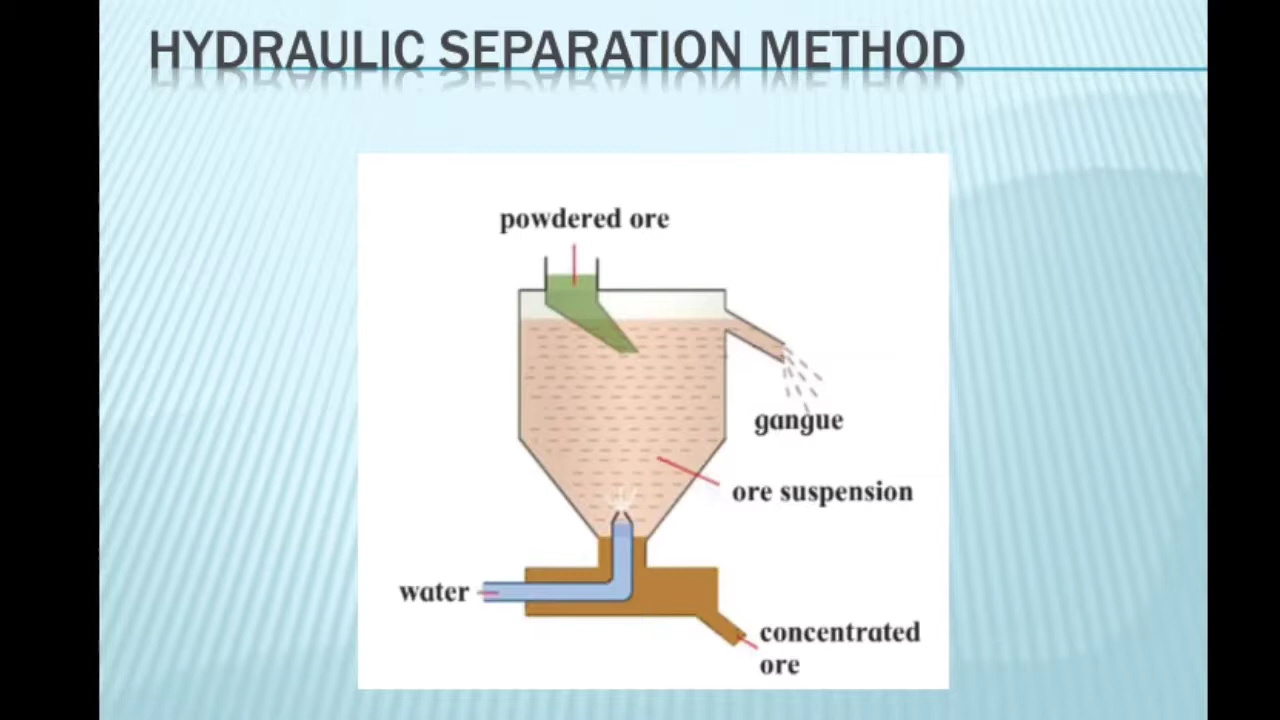 HYDRAULIC SEPARATION METHOD
powdered ore
gangue
ore suspension
water
concentrated
ore